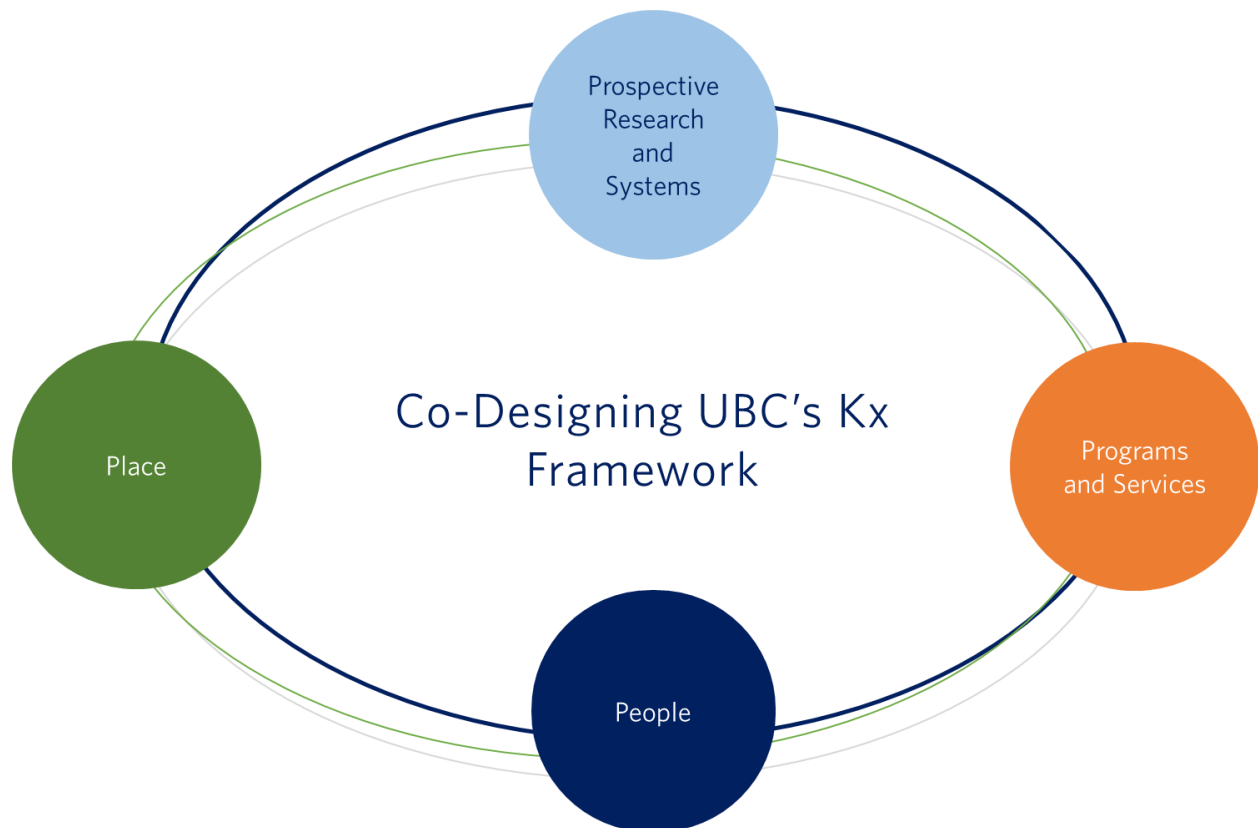 Prospective
Research
and
Systems
Co-Designing UBC’s Kx
Framework
Place
Programs
and Services
People